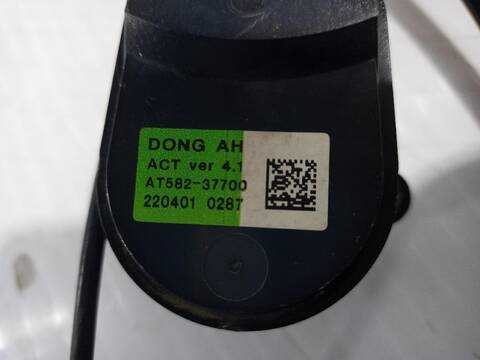 DONG AH
ACT ver 4.1
AT582-37700
220401 0287